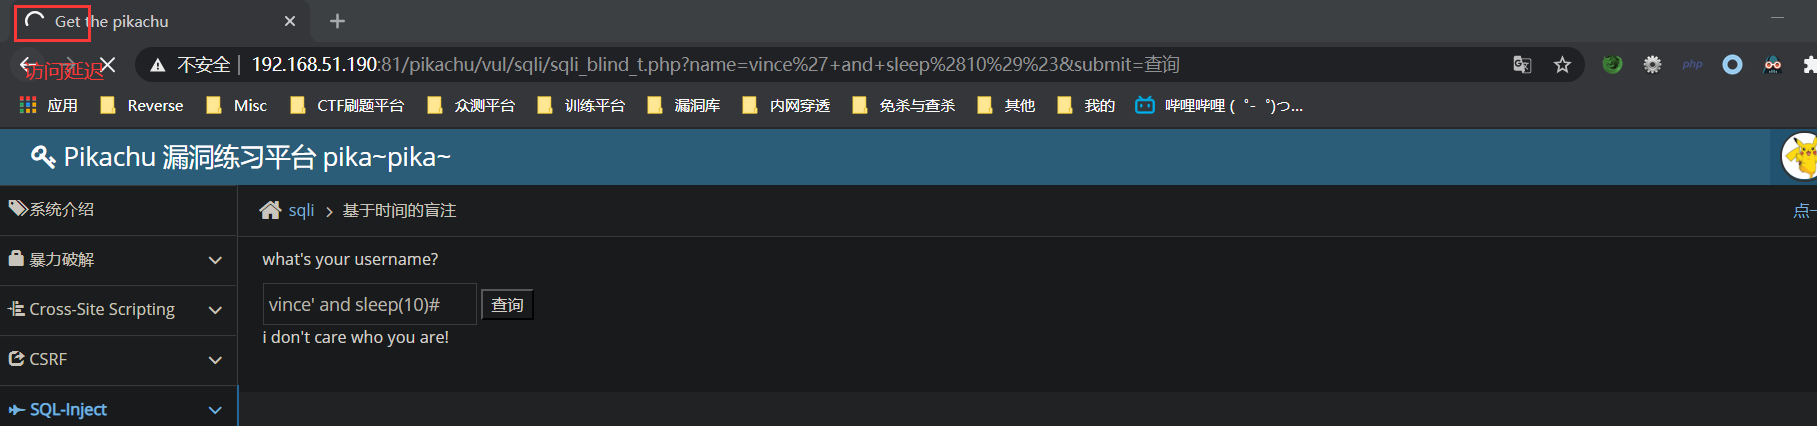 Get the pikachu
访问延迟
不安全 | 192.168.51.190:81/pikachu/vul/sqli/sqli_blind_t.php?name=vince%27+and+sleep%2810%29%23&submit=查询
php
应用 Reverse Misc CTF刷题平台 众测平台 训练平台 漏洞库 内网穿透 免杀与查杀 其他 我的 哔哩哔哩 ( ゜- ゜)つ...
Pikachu 漏洞练习平台 pika~pika~
系统介绍
sqli > 基于时间的盲注
点一
暴力破解
what's your username?
Cross-Site Scripting
vince' and sleep(10)# 查询
i don't care who you are!
CSRF
SQL-Inject